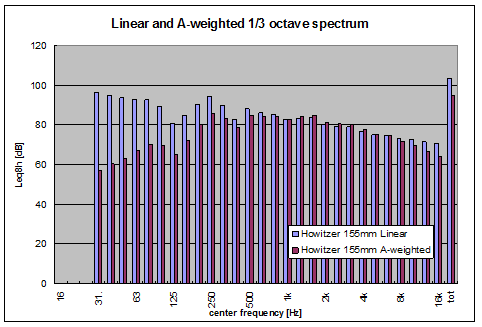 Linear and A-weighted 1/3 octave spectrum
120
100
80
60
40
20
0
Leq8h [dB]
Howitzer 155mm Linear
Howitzer 155mm A-weighted
16 31. 63 125 250 500 1k 2k 4k 8k 16k tot
center frequency [Hz]